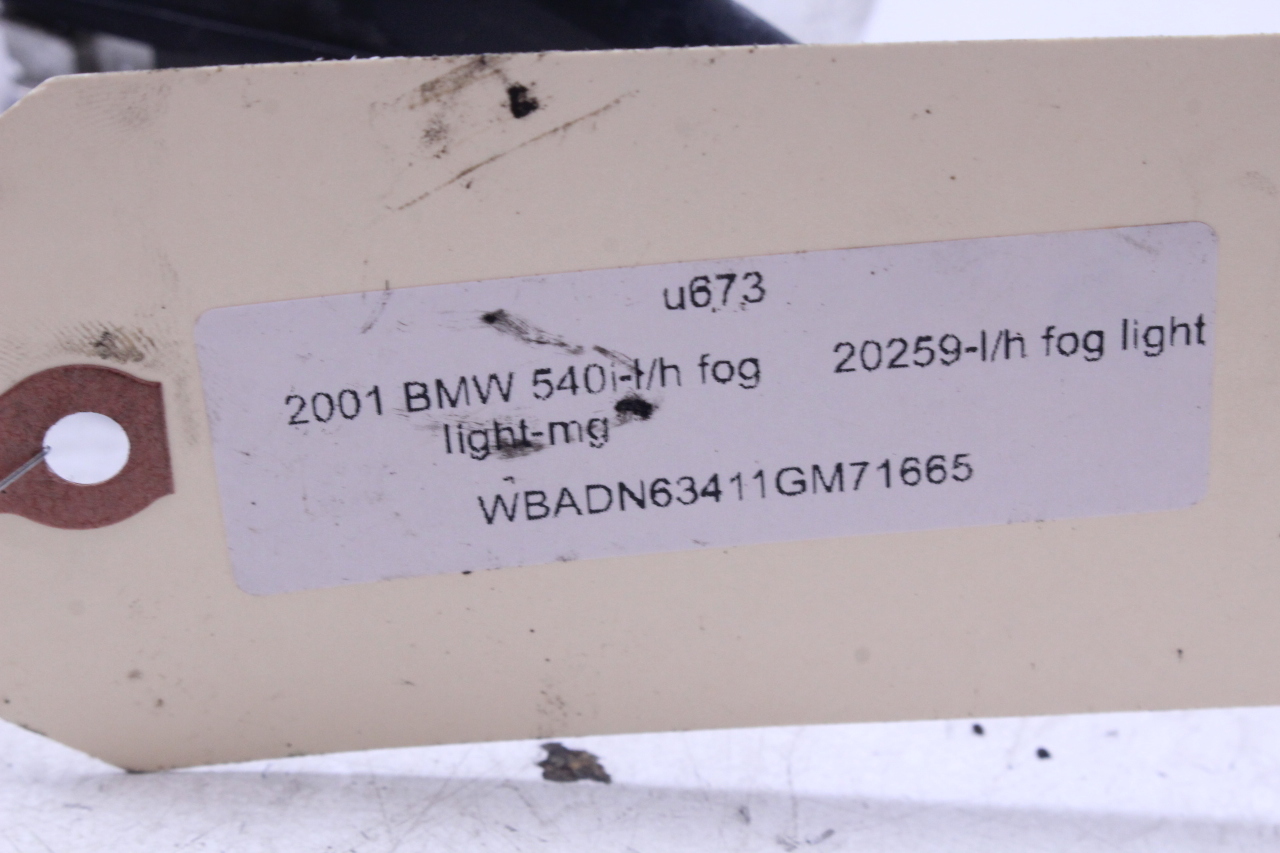 u673
2001 BMW 540i-l/h fog
light-mg
20259-l/h fog light
WBADN63411GM71665